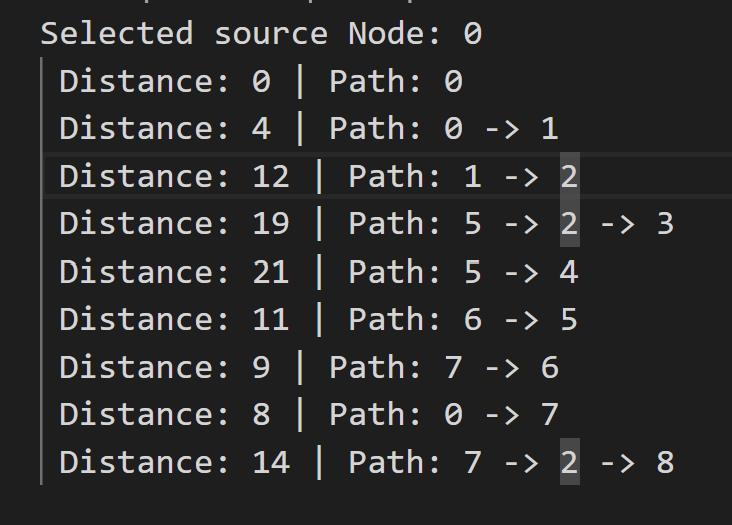 Selected source Node: 0
Distance: 0 | Path: 0
Distance: 4 | Path: 0 -> 1
Distance: 12 | Path: 1 -> 2
Distance: 19 | Path: 5 -> 2 -> 3
Distance: 21 | Path: 5 -> 4
Distance: 11 | Path: 6 -> 5
Distance: 9 | Path: 7 -> 6
Distance: 8 | Path: 0 -> 7
Distance: 14 | Path: 7 -> 2 -> 8